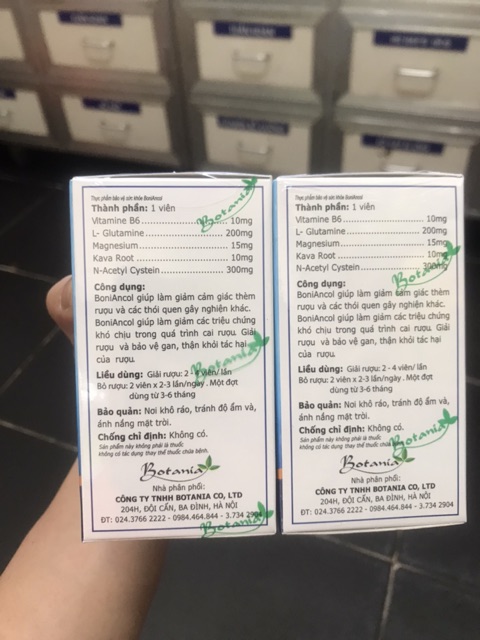 Thực phẩm bảo vệ sức khỏe BoniAncol
Thành phần: 1 viên
Vitamine B6..................... 10mg
L- Glutamine..................... 200mg
Magnesium..................... 15mg
Kava Root ..................... 10mg
N-Acetyl Cystein..................... 300mg
Công dụng:
BoniAncol giúp làm giảm cảm giác thèm
rượu và các thói quen gây nghiện khác.
BoniAncol giúp làm giảm các triệu chứng
khó chịu trong quá trình cai rượu. Giải
rượu và bảo vệ gan, thận khỏi tác hại
của rượu.
Liều dùng: Giải rượu: 2 - 4 viên/ lần
Bỏ rượu: 2 viên x 2-3 lần/ngày . Một đợt
dùng từ 3-6 tháng
Bảo quản: Nơi khô ráo, tránh độ ẩm và,
ánh nắng mặt trời.
Chống chỉ định: Không có.
Sản phẩm này không phải là thuốc
không có tác dụng thay thế thuốc chữa bệnh.
Botania
Nhà phân phối:
CÔNG TY TNHH BOTANIA CO, LTD
204H, ĐỘI CẤN, BA ĐÌNH, HÀ NỘI
ĐT: 024.3766 2222 - 0984.464.844 - 3.734 2904
Botania
Botania
Botania
Thực phẩm bảo vệ sức khỏe BoniAncol
Thành phần: 1 viên
Vitamine B6..................... 10mg
L- Glutamine..................... 200mg
Magnesium..................... 15mg
Kava Root ..................... 10mg
N-Acetyl Cystein..................... 300mg
Công dụng:
BoniAncol giúp làm giảm cảm giác thèm
rượu và các thói quen gây nghiện khác.
BoniAncol giúp làm giảm các triệu chứng
khó chịu trong quá trình cai rượu. Giải
rượu và bảo vệ gan, thận khỏi tác hại
của rượu.
Liều dùng: Giải rượu: 2 - 4 viên/ lần
Bỏ rượu: 2 viên x 2-3 lần/ngày . Một đợt
dùng từ 3-6 tháng
Bảo quản: Nơi khô ráo, tránh độ ẩm và,
ánh nắng mặt trời.
Chống chỉ định: Không có.
Sản phẩm này không phải là thuốc
không có tác dụng thay thế thuốc chữa bệnh.
Botania
Nhà phân phối:
CÔNG TY TNHH BOTANIA CO, LTD
204H, ĐỘI CẤN, BA ĐÌNH, HÀ NỘI
ĐT: 024.3766 2222 - 0984.464.844 - 3.734 2904
Botania
Botania